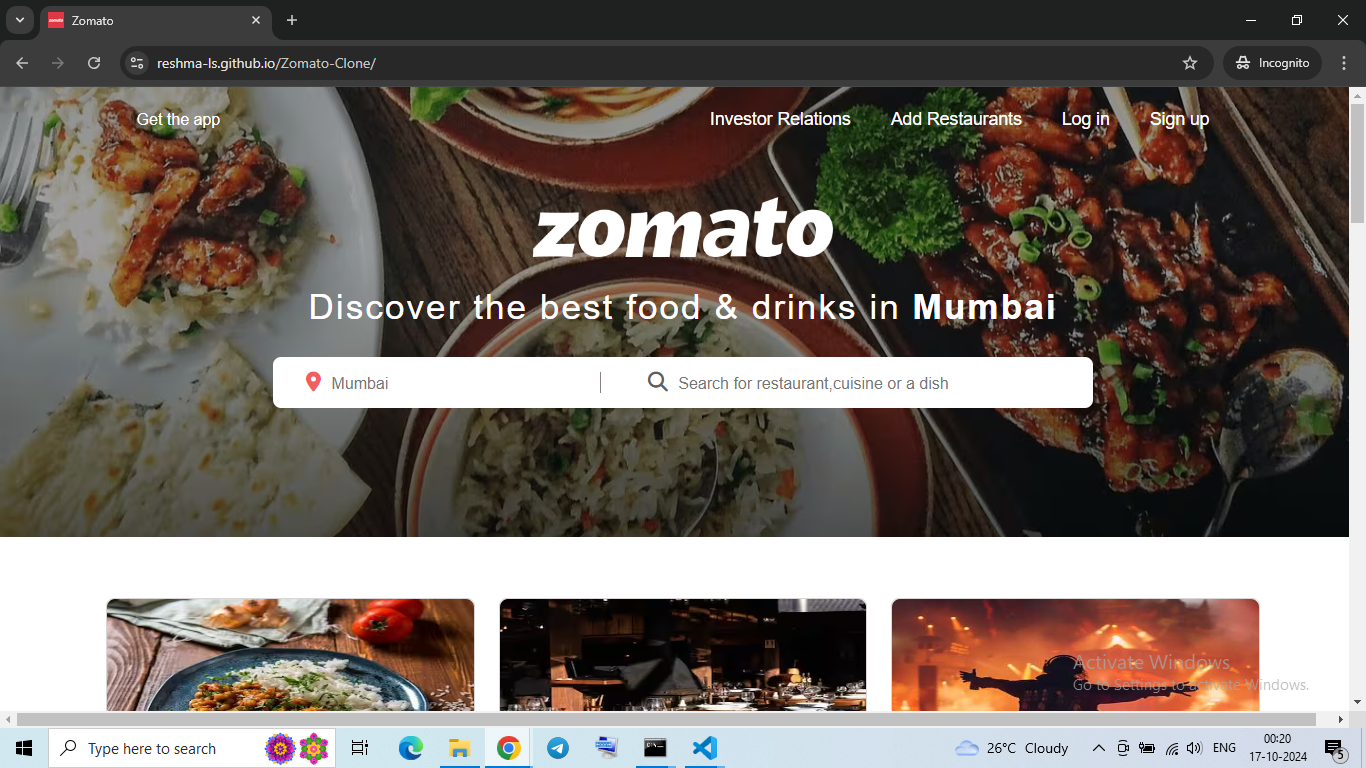 Zomato
reshma-ls.github.io/Zomato-Clone/
Incognito
Get the app
Investor Relations
Add Restaurants
Log in
Sign up
zomato
Discover the best food & drinks in Mumbai
Mumbai
Search for restaurant,cuisine or a dish
Activate Windows
Go to Settings to activate Windows.
Type here to search
26°C Cloudy
ENG
00:20
17-10-2024
5